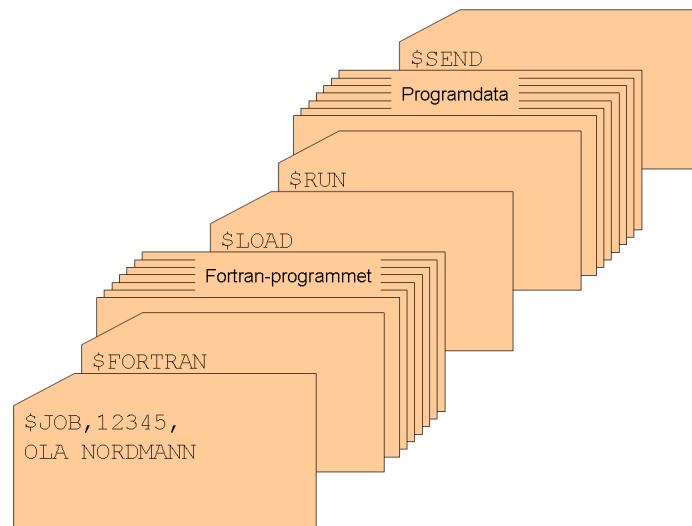 $SEND
Programdata
$RUN
$LOAD
Fortran-programmet
$FORTRAN
$JOB,12345,
OLA NORDMANN